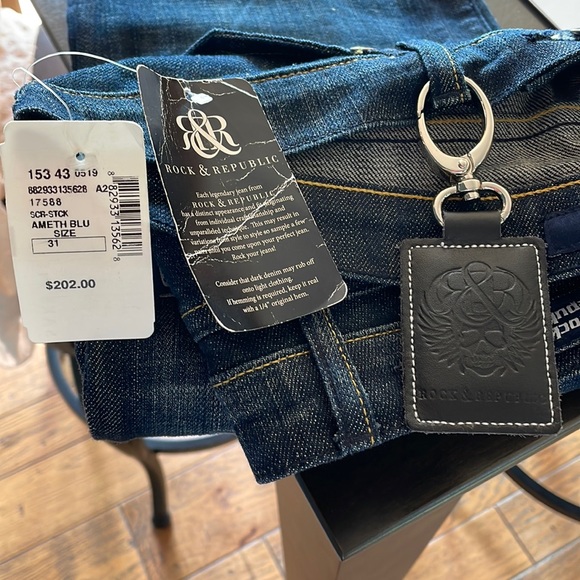 153 43 0519
882933135628 A2
17588
SCR-STCK
AMETH BLU
SIZE
31
$202.00
882933135628
R&R
ROCK & REPUBLIC
Each legendary jean from
ROCK & REPUBLIC
has a distinct appearance and fit
from individual craftsmanship and
unparalleled technique. This may result in
variations from style to style so sample a few
until you come upon your perfect jean.
Rock your jeans!
Consider that dark denim may rub off
onto light clothing.
If hemming is required, keep it real
with a 1/4" original hem.
ROCK & REPUBLIC